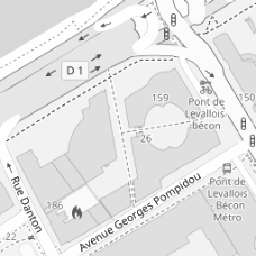 D 1
159
150
Pont de
Levallois
Bécon
26
Rue Danton
186
Avenue Georges Pompidou
Pont de
Levallois
Bécon
Métro
22